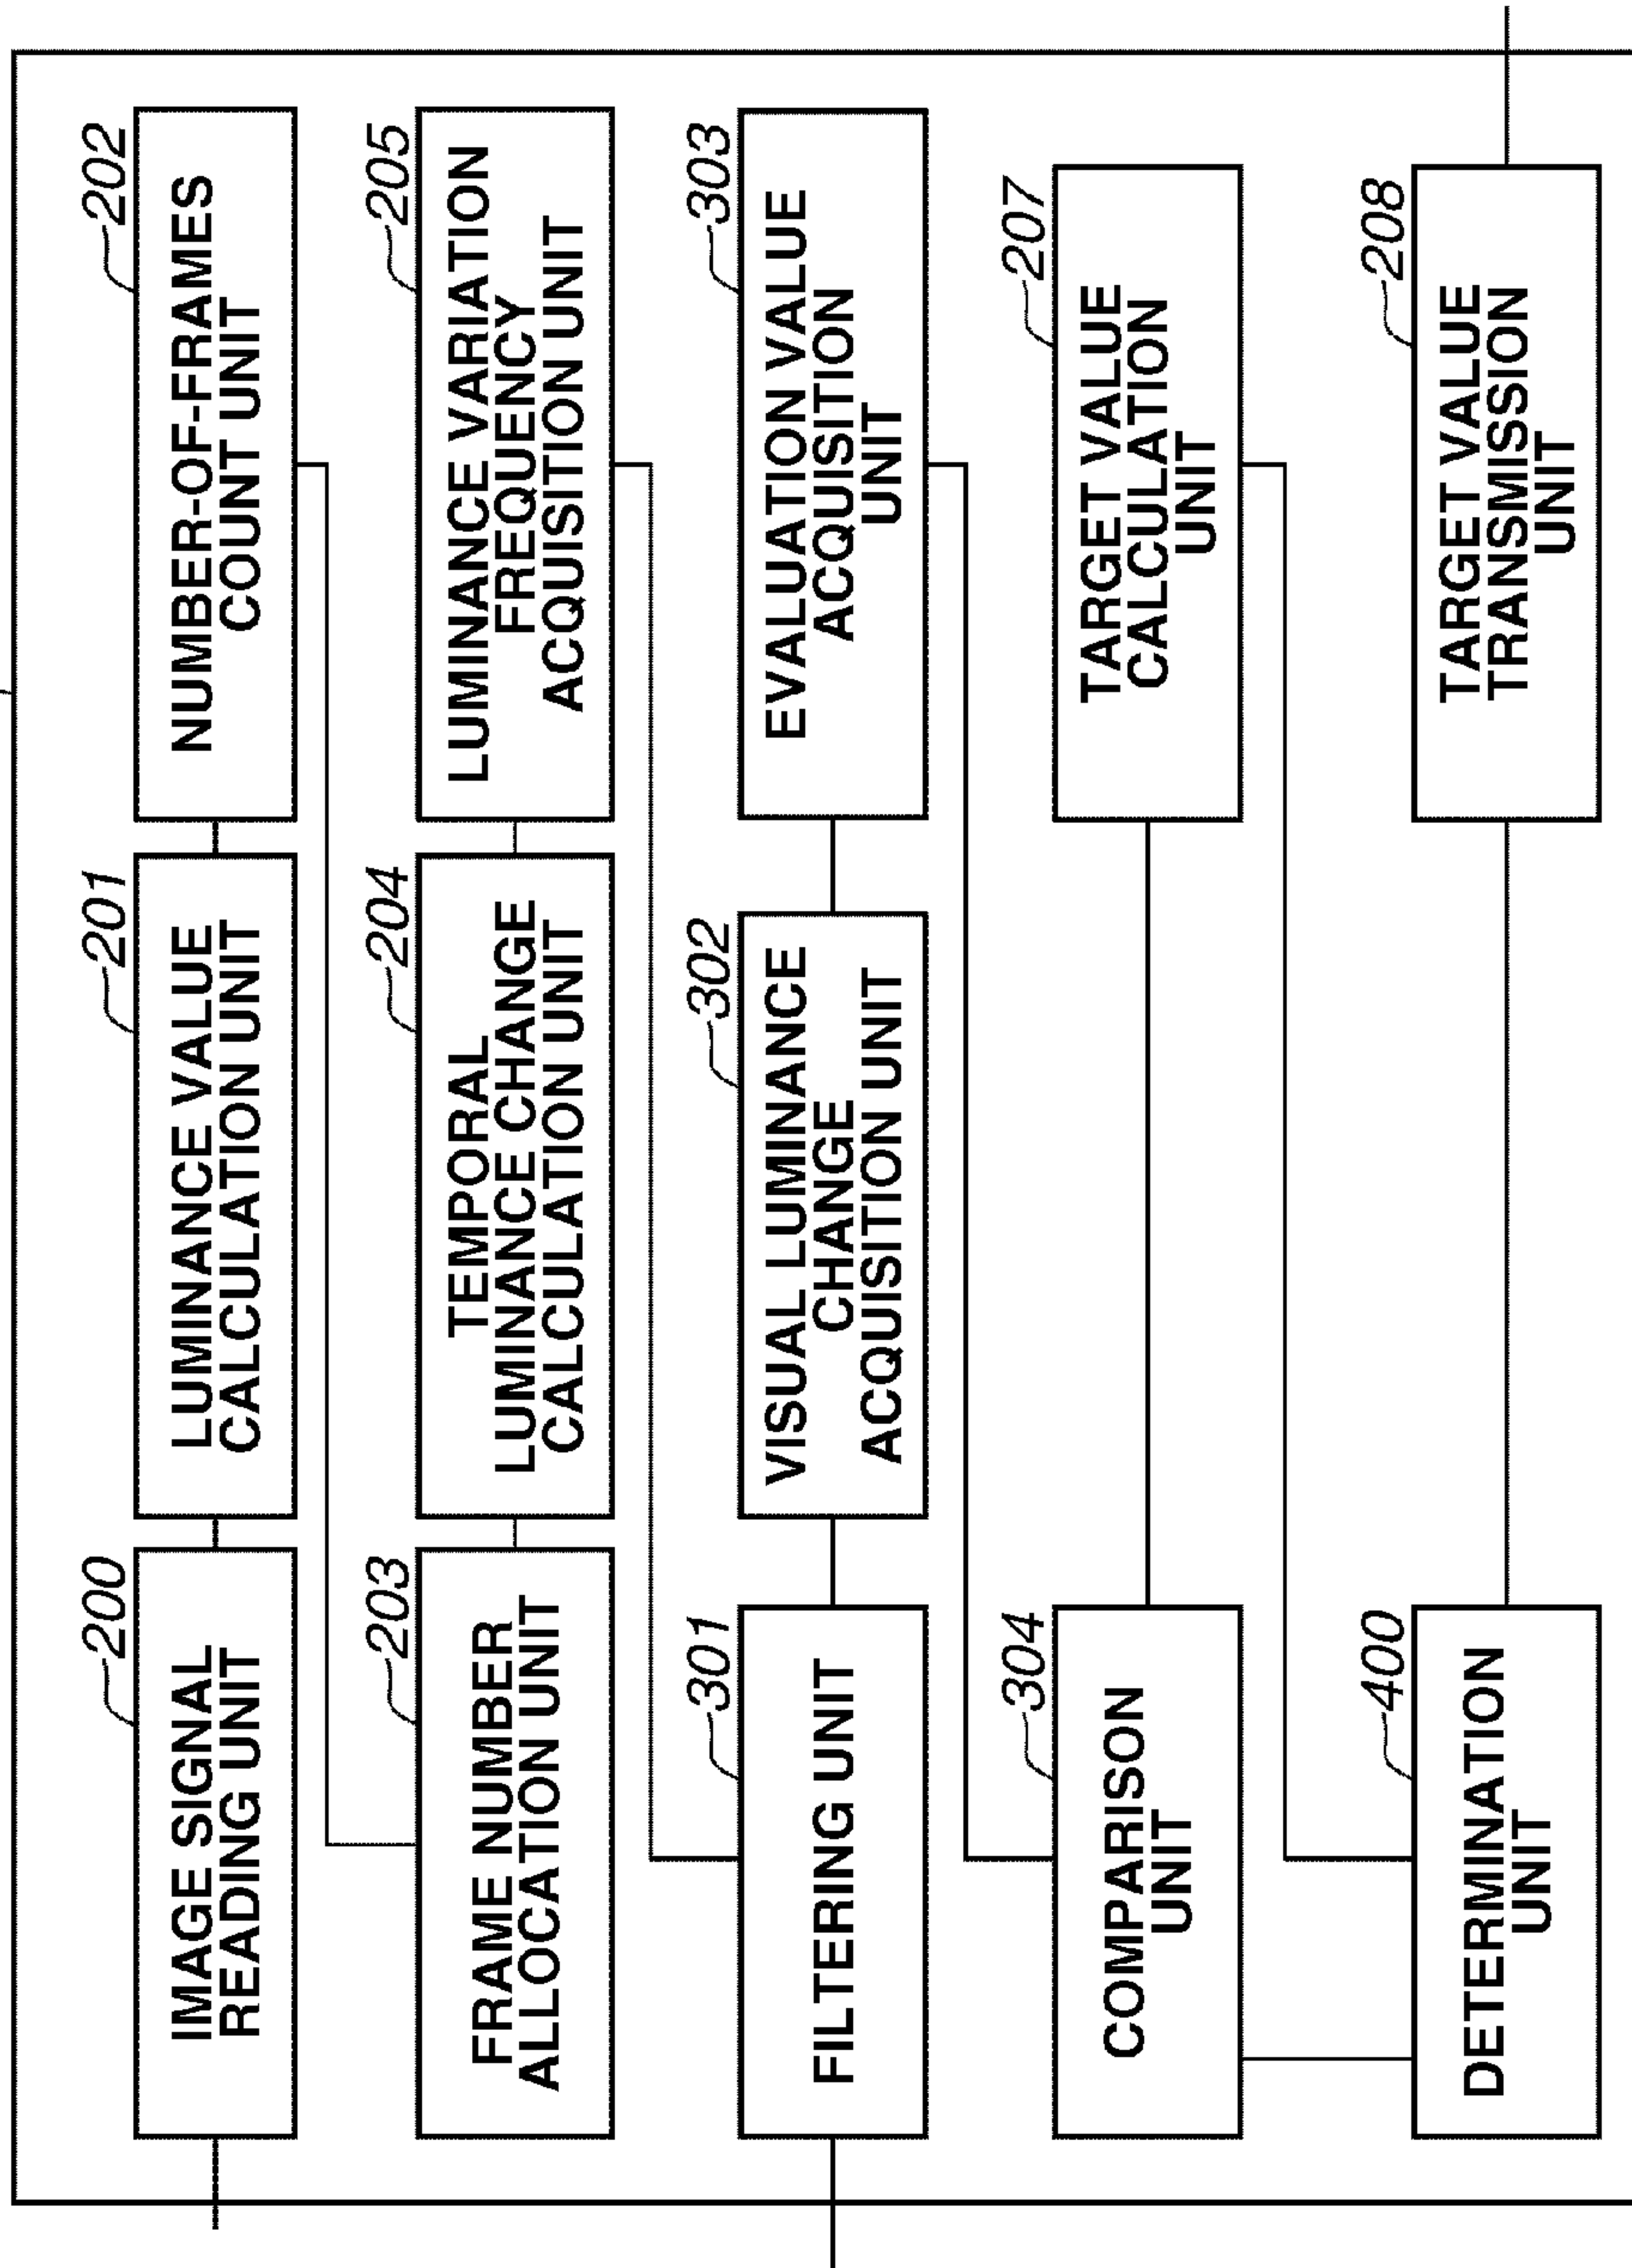 200
IMAGE SIGNAL
READING UNIT
201
LUMINANCE VALUE
CALCULATION UNIT
202
NUMBER-OF-FRAMES
COUNT UNIT
203
FRAME NUMBER
ALLOCATION UNIT
204
TEMPORAL
LUMINANCE CHANGE
CALCULATION UNIT
205
LUMINANCE VARIATION
FREQUENCY
ACQUISITION UNIT
301
FILTERING UNIT
302
VISUAL LUMINANCE
CHANGE
ACQUISITION UNIT
303
EVALUATION VALUE
ACQUISITION
UNIT
304
COMPARISON
UNIT
207
TARGET VALUE
CALCULATION
UNIT
400
DETERMINATION
UNIT
208
TARGET VALUE
TRANSMISSION
UNIT